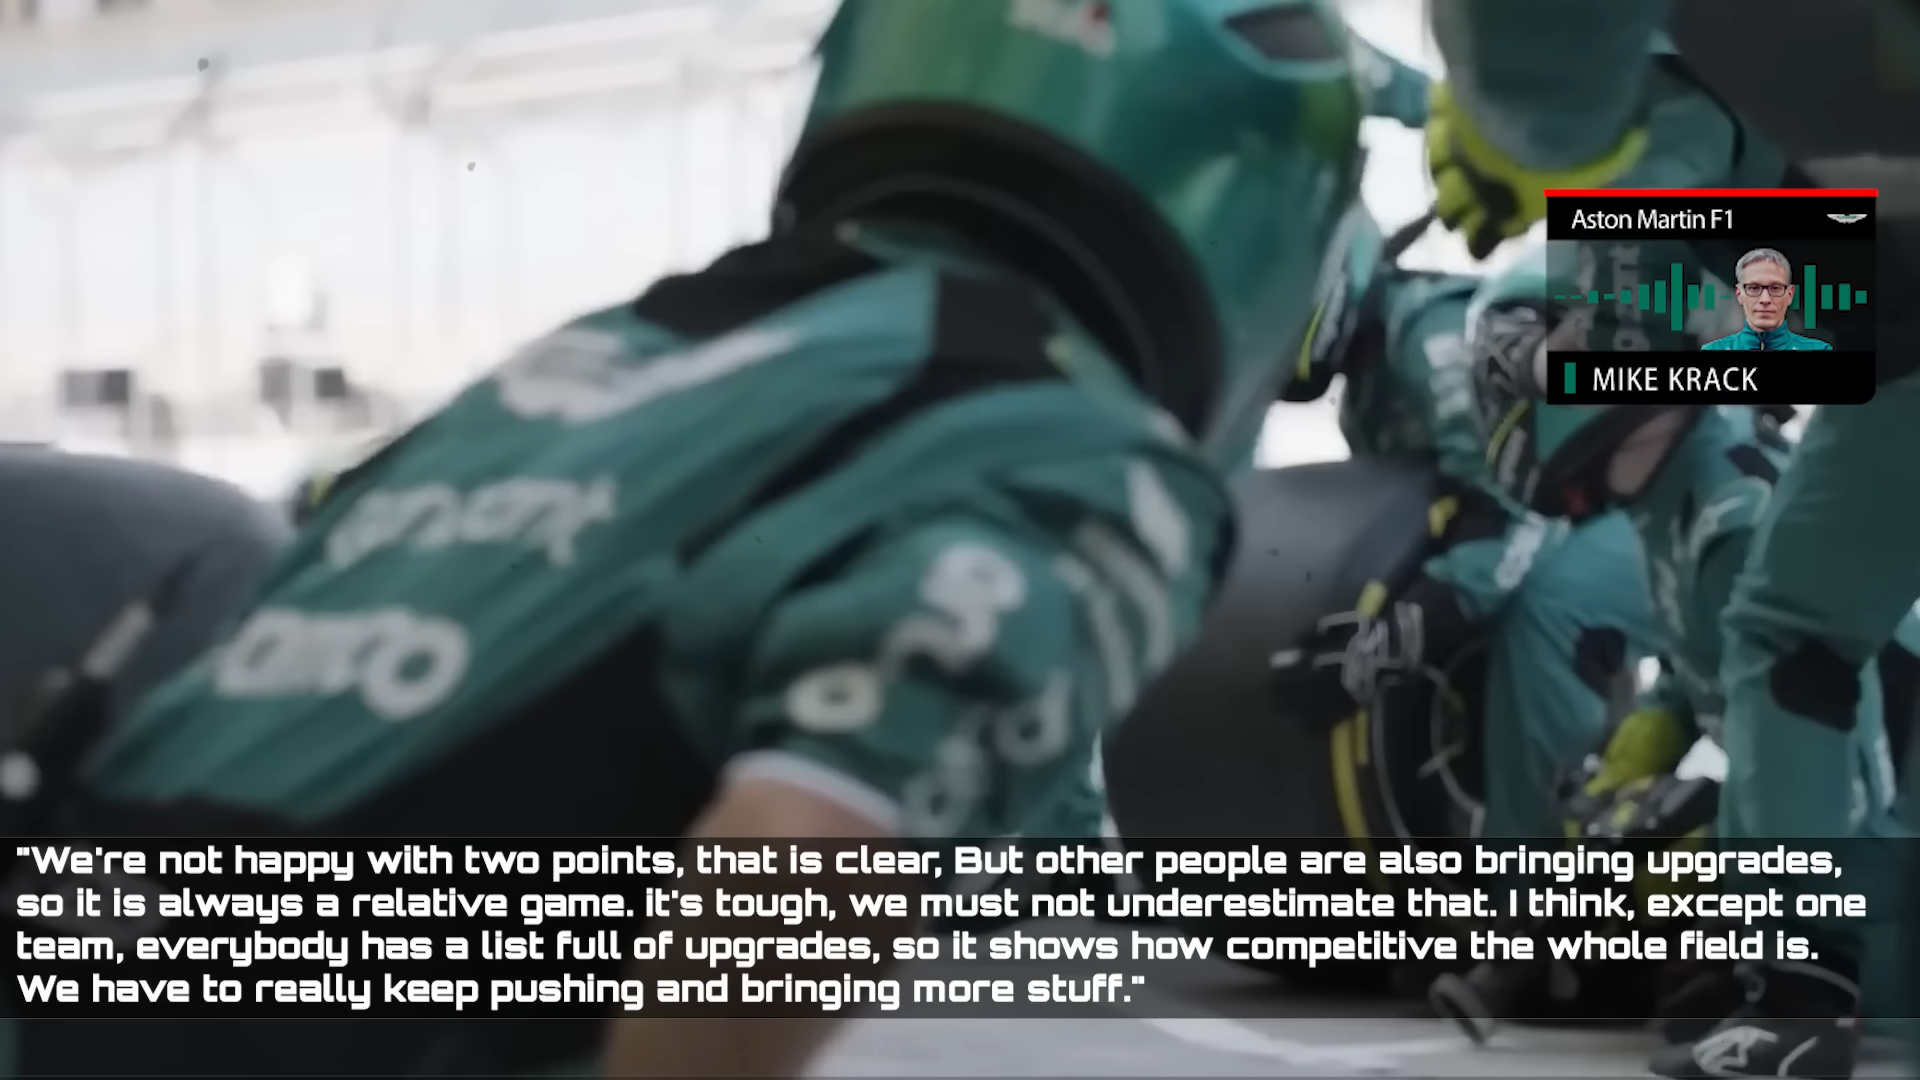 Aston Martin F1
MIKE KRACK
"We're not happy with two points, that is clear, But other people are also bringing upgrades,
so it is always a relative game. it's tough, we must not underestimate that. I think, except one
team, everybody has a list full of upgrades, so it shows how competitive the whole field is.
We have to really keep pushing and bringing more stuff."